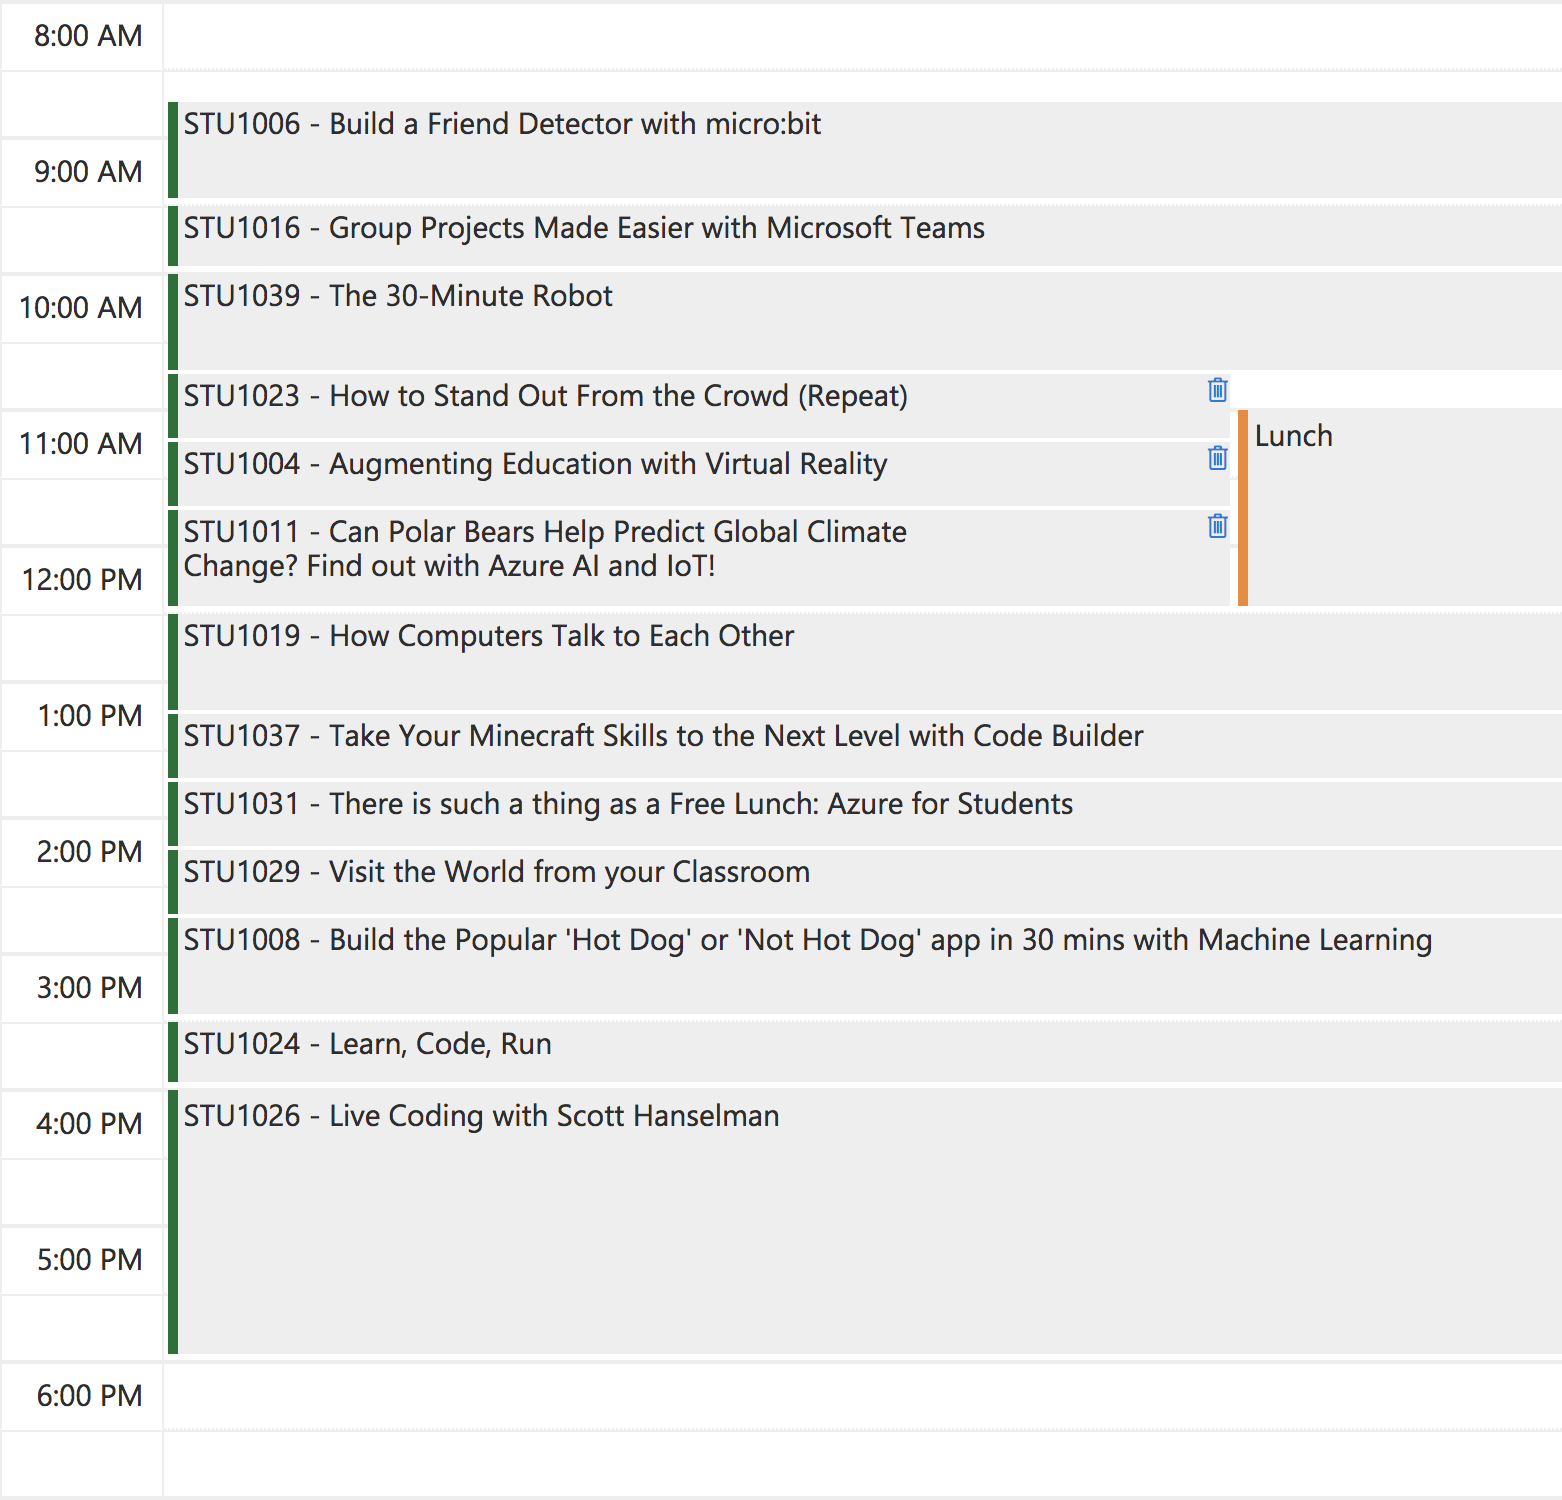 8:00 AM
STU1006 - Build a Friend Detector with micro:bit
9:00 AM
STU1016 - Group Projects Made Easier with Microsoft Teams
10:00 AM
STU1039 - The 30-Minute Robot
STU1023 - How to Stand Out From the Crowd (Repeat)
11:00 AM
Lunch
STU1004 - Augmenting Education with Virtual Reality
STU1011 - Can Polar Bears Help Predict Global Climate
Change? Find out with Azure AI and IoT!
12:00 PM
STU1019 - How Computers Talk to Each Other
1:00 PM
STU1037 - Take Your Minecraft Skills to the Next Level with Code Builder
STU1031 - There is such a thing as a Free Lunch: Azure for Students
2:00 PM
STU1029 - Visit the World from your Classroom
STU1008 - Build the Popular 'Hot Dog' or 'Not Hot Dog' app in 30 mins with Machine Learning
3:00 PM
STU1024 - Learn, Code, Run
4:00 PM
STU1026 - Live Coding with Scott Hanselman
5:00 PM
6:00 PM